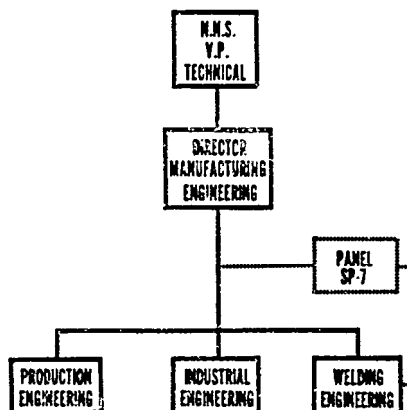 N.N.S.
V.P.
TECHNICAL
DIRECTOR
MANUFACTURING
ENGINEERING
PANEL
SP-7
PRODUCTION
ENGINEERING
INDUSTRIAL
ENGINEERING
WELDING
ENGINEERING